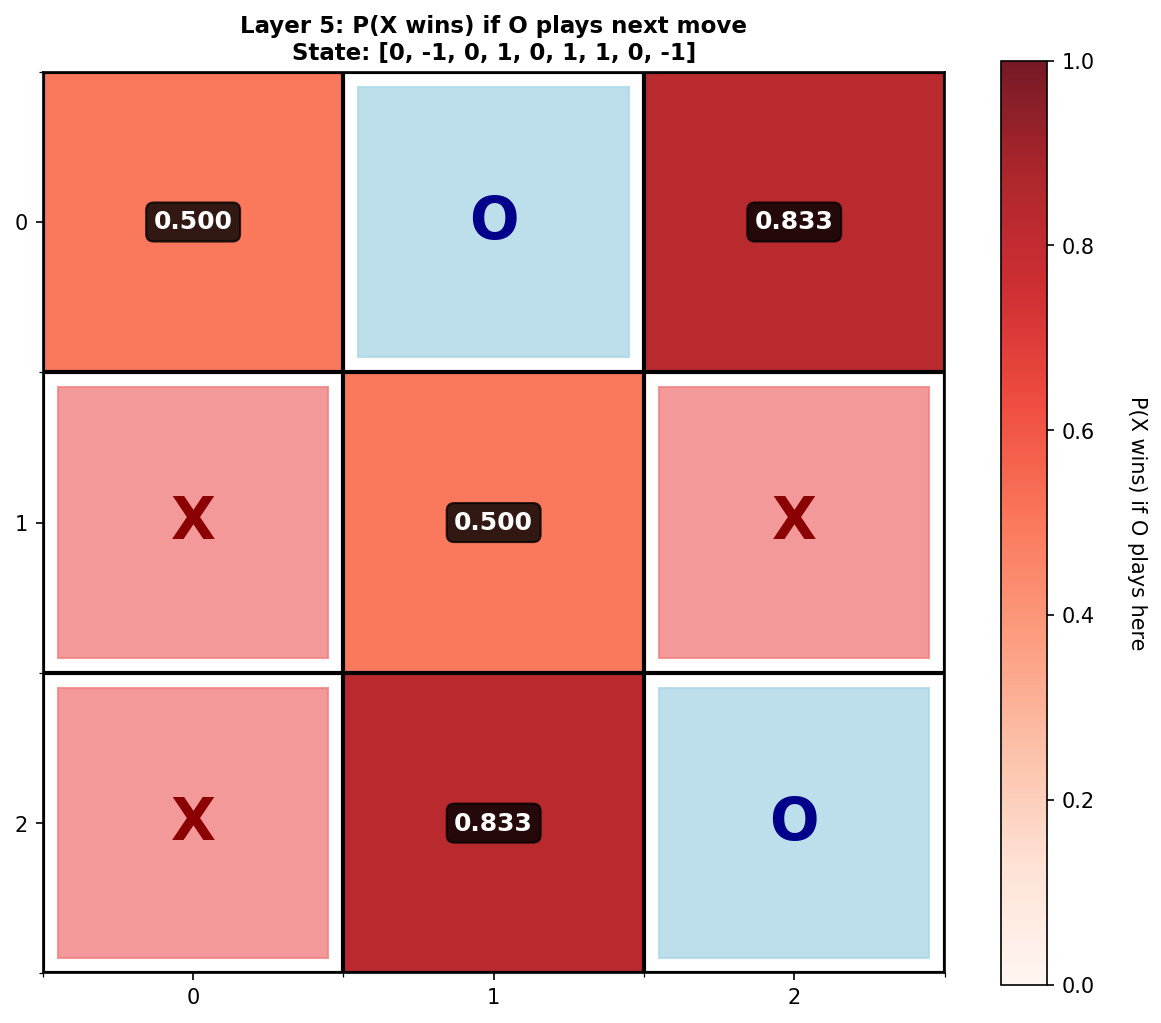 Layer 5: P(X wins) if O plays next move
State: [0, -1, 0, 1, 0, 1, 1, 0, -1]
0
0.500
O
0.833
1
X
0.500
X
2
X
0.833
O
0
1
2
1.0
0.8
0.6
0.4
0.2
0.0
P(X wins) if O plays here